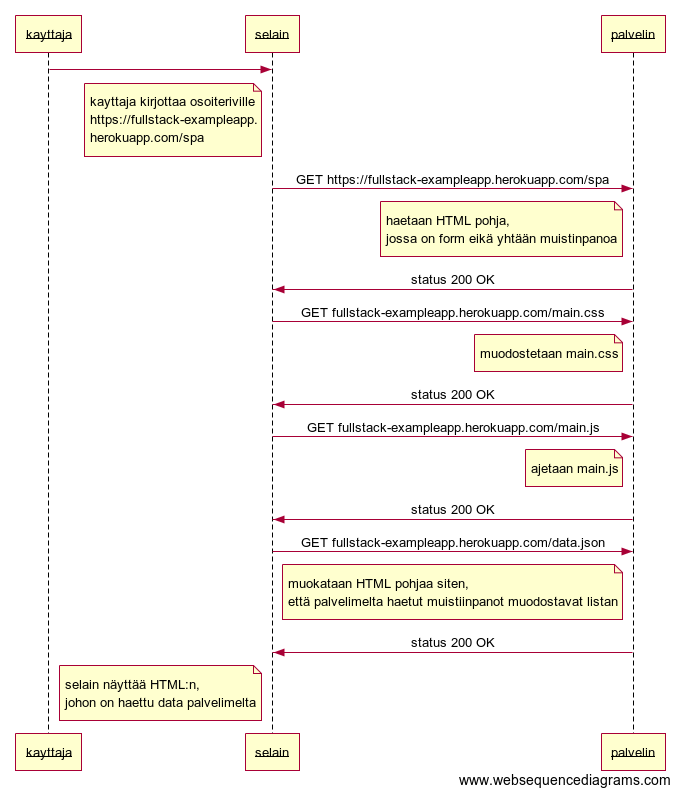 kayttaja
selain
palvelin
kayttaja kirjottaa osoiteriville
https://fullstack-exampleapp.
herokuapp.com/spa
GET https://fullstack-exampleapp.herokuapp.com/spa
haetaan HTML pohja,
jossa on form eikä yhtään muistinpanoa
status 200 OK
GET fullstack-exampleapp.herokuapp.com/main.css
muodostetaan main.css
status 200 OK
GET fullstack-exampleapp.herokuapp.com/main.js
ajetaan main.js
status 200 OK
GET fullstack-exampleapp.herokuapp.com/data.json
muokataan HTML pohjaa siten,
että palvelimelta haetut muistiinpanot muodostavat listan
status 200 OK
selain näyttää HTML:n,
johon on haettu data palvelimelta
kayttaja
selain
palvelin
www.websequencediagrams.com